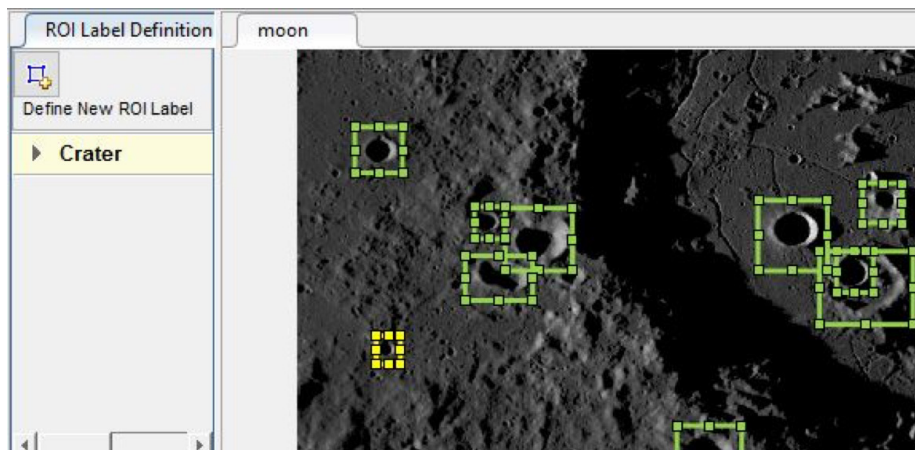 ROI Label Definition
moon
Define New ROI Label
Crater